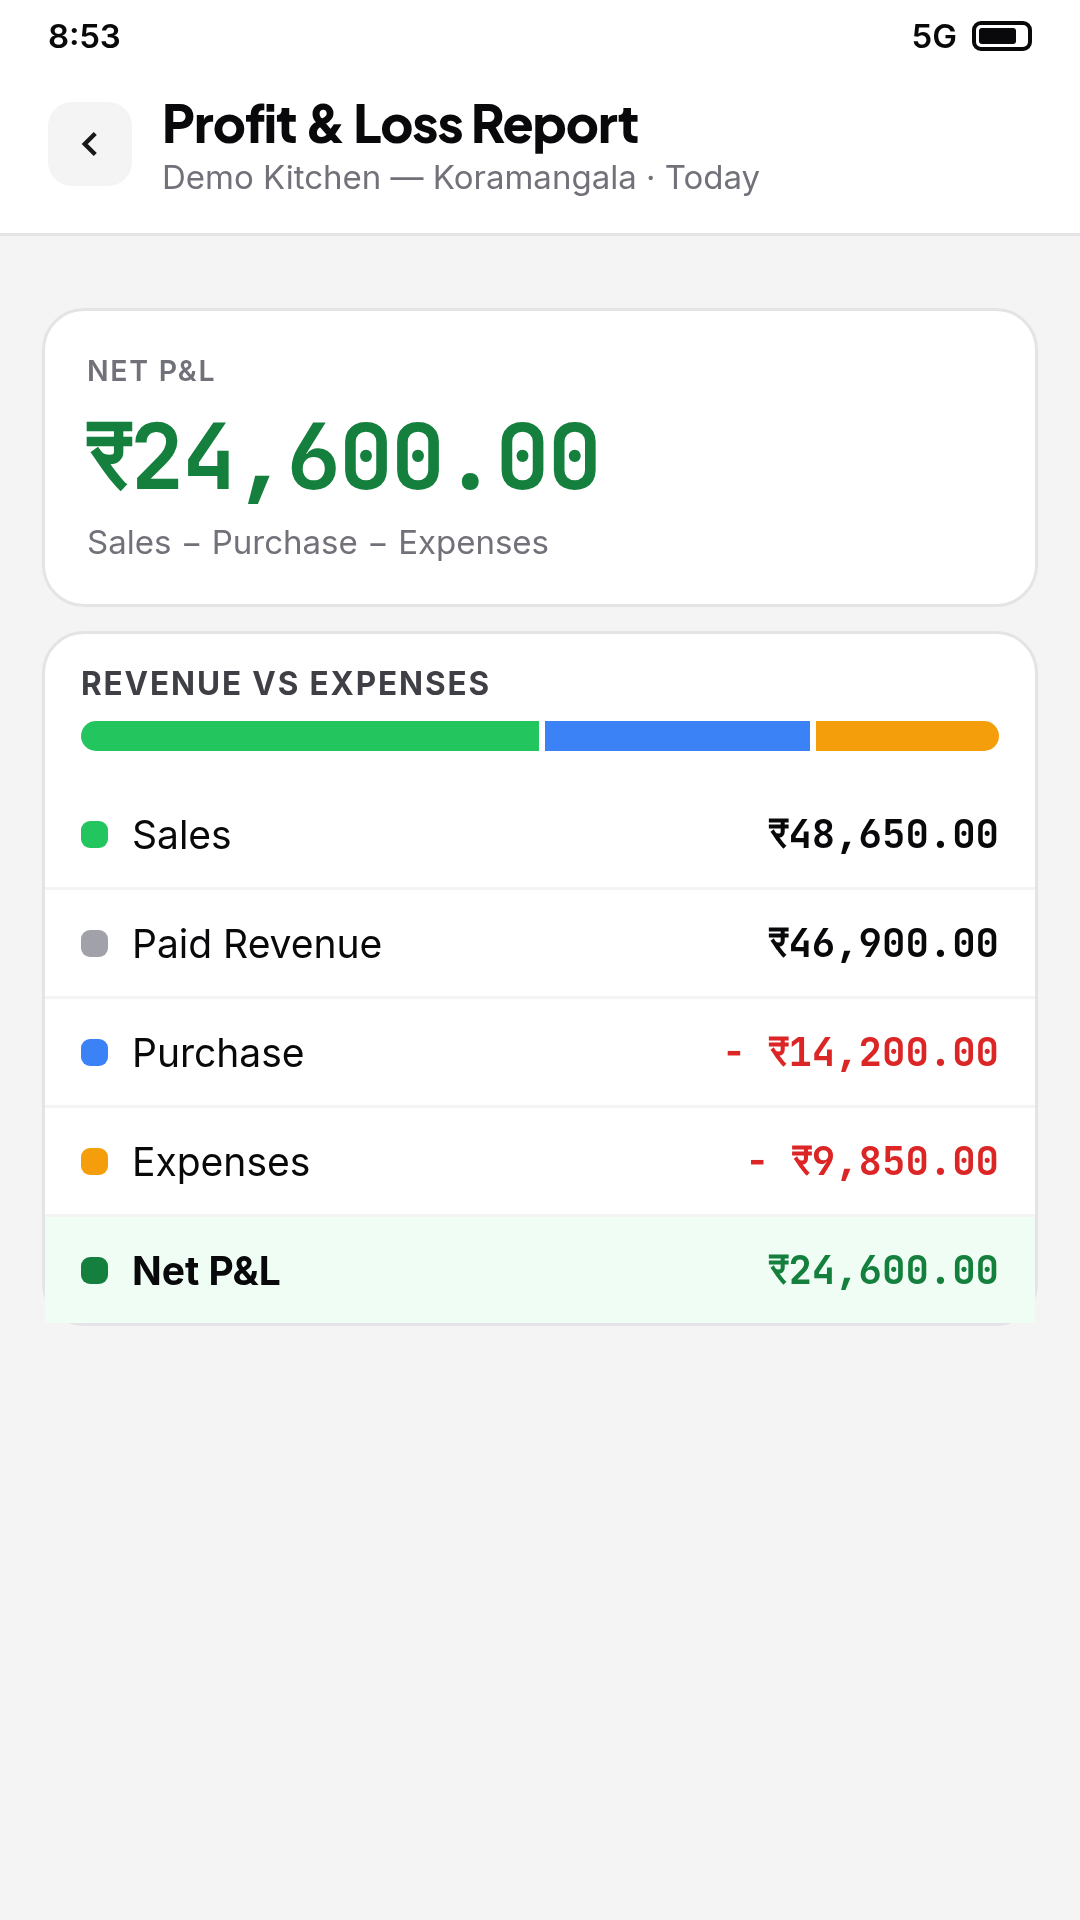 8:53
5G
Profit & Loss Report
Demo Kitchen — Koramangala · Today
NET P&L
₹24,600.00
Sales – Purchase – Expenses
REVENUE VS EXPENSES
Sales ₹48,650.00
Paid Revenue ₹46,900.00
Purchase - ₹14,200.00
Expenses - ₹9,850.00
Net P&L ₹24,600.00